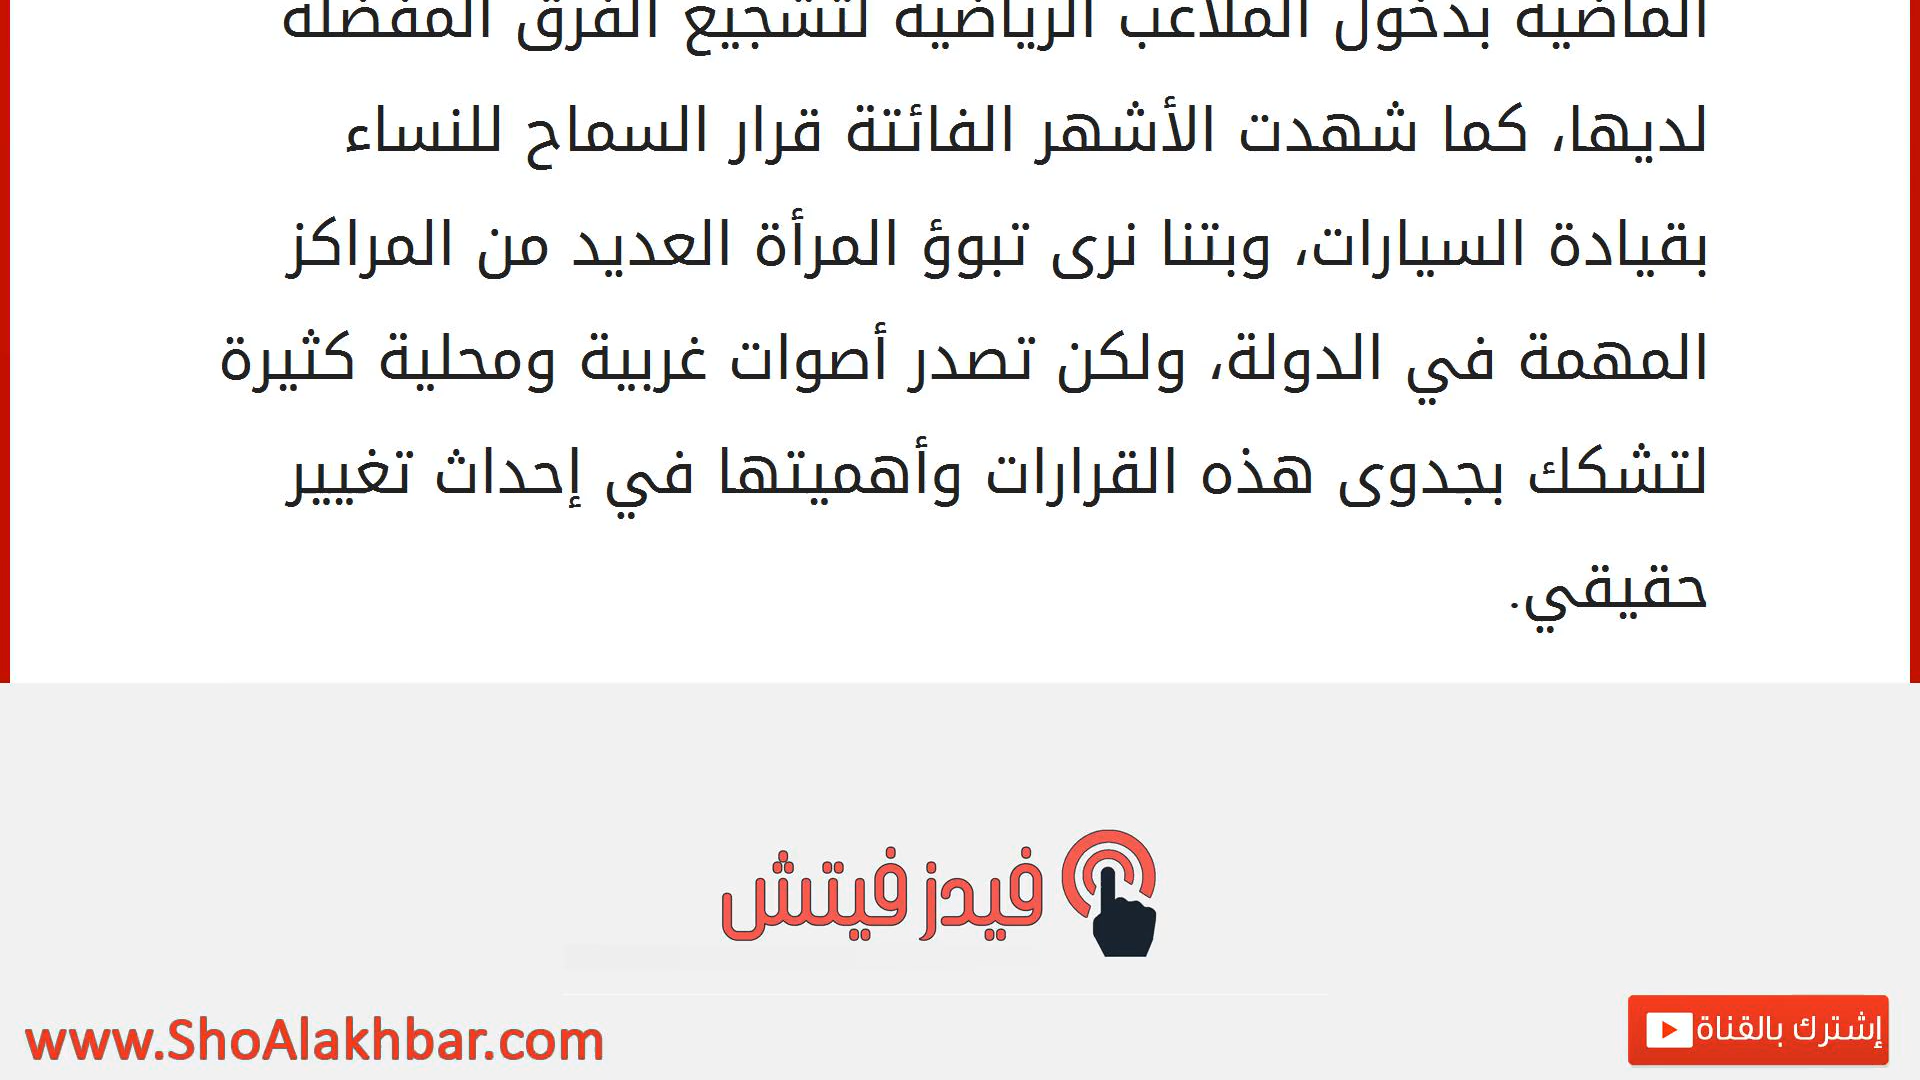 الماضية بدخول الملاعب الرياضية لتشجيع الفرق المفضلة
لديها، كما شهدت الأشهر الفائتة قرار السماح للنساء
بقيادة السيارات، وبتنا نرى تبوؤ المرأة العديد من المراكز
المهمة في الدولة، ولكن تصدر أصوات غربية ومحلية كثيرة
لتشكك بجدوى هذه القرارات وأهميتها في إحداث تغيير
حقيقي.
فيدز فيتش
www.ShoAlakhbar.com
إشترك بالقناة